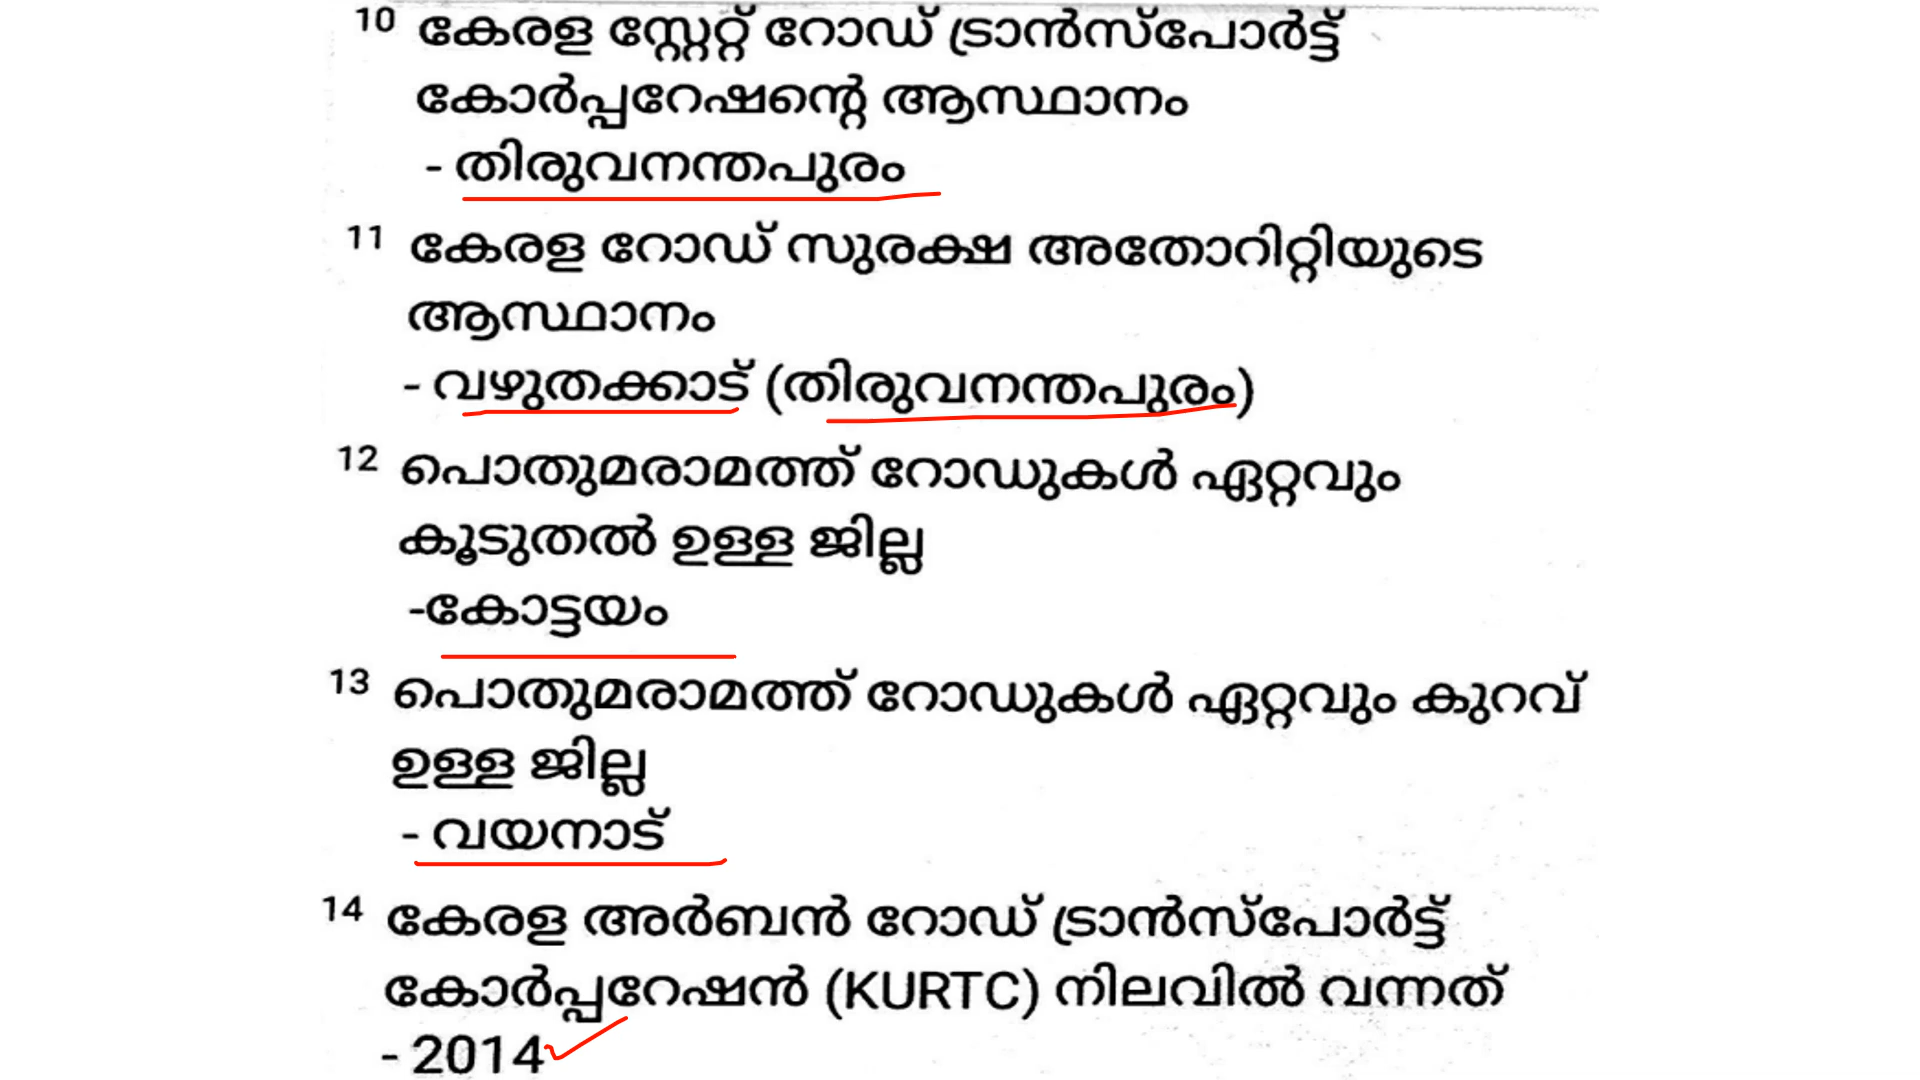 10 കേരള സ്റ്റേറ്റ് റോഡ് ട്രാൻസ്പോർട്ട്
കോർപ്പറേഷന്റെ ആസ്ഥാനം
- തിരുവനന്തപുരം
11 കേരള റോഡ് സുരക്ഷ അതോറിറ്റിയുടെ
ആസ്ഥാനം
- വഴുതക്കാട് (തിരുവനന്തപുരം)
12 പൊതുമരാമത്ത് റോഡുകൾ ഏറ്റവും
കൂടുതൽ ഉള്ള ജില്ല
-കോട്ടയം
13 പൊതുമരാമത്ത് റോഡുകൾ ഏറ്റവും കുറവ്
ഉള്ള ജില്ല
- വയനാട്
14 കേരള അർബൻ റോഡ് ട്രാൻസ്പോർട്ട്
കോർപ്പറേഷൻ (KURTC) നിലവിൽ വന്നത്
- 2014